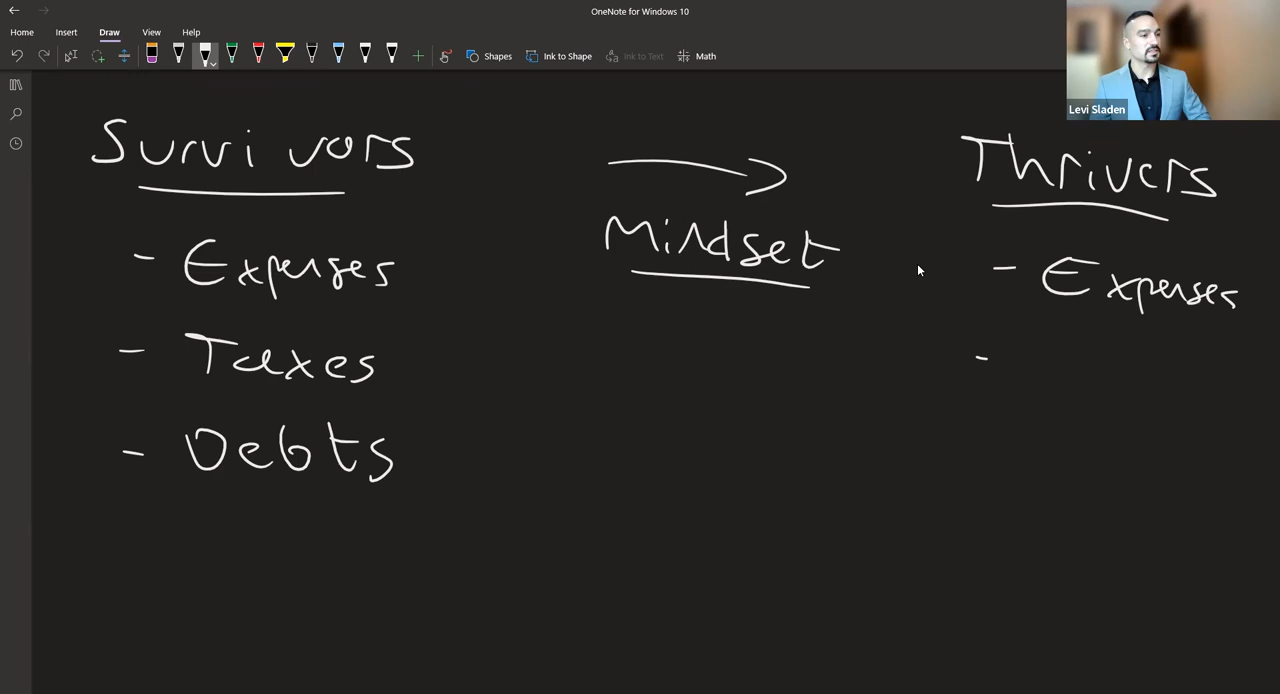 OneNote for Windows 10
Home Insert Draw View Help
Shapes Ink to Shape Ink to Text Math
Levi Sladen
Survivors
- Expenses
- Taxes
- Debts
Mindset
Thrivers
- Expenses
-